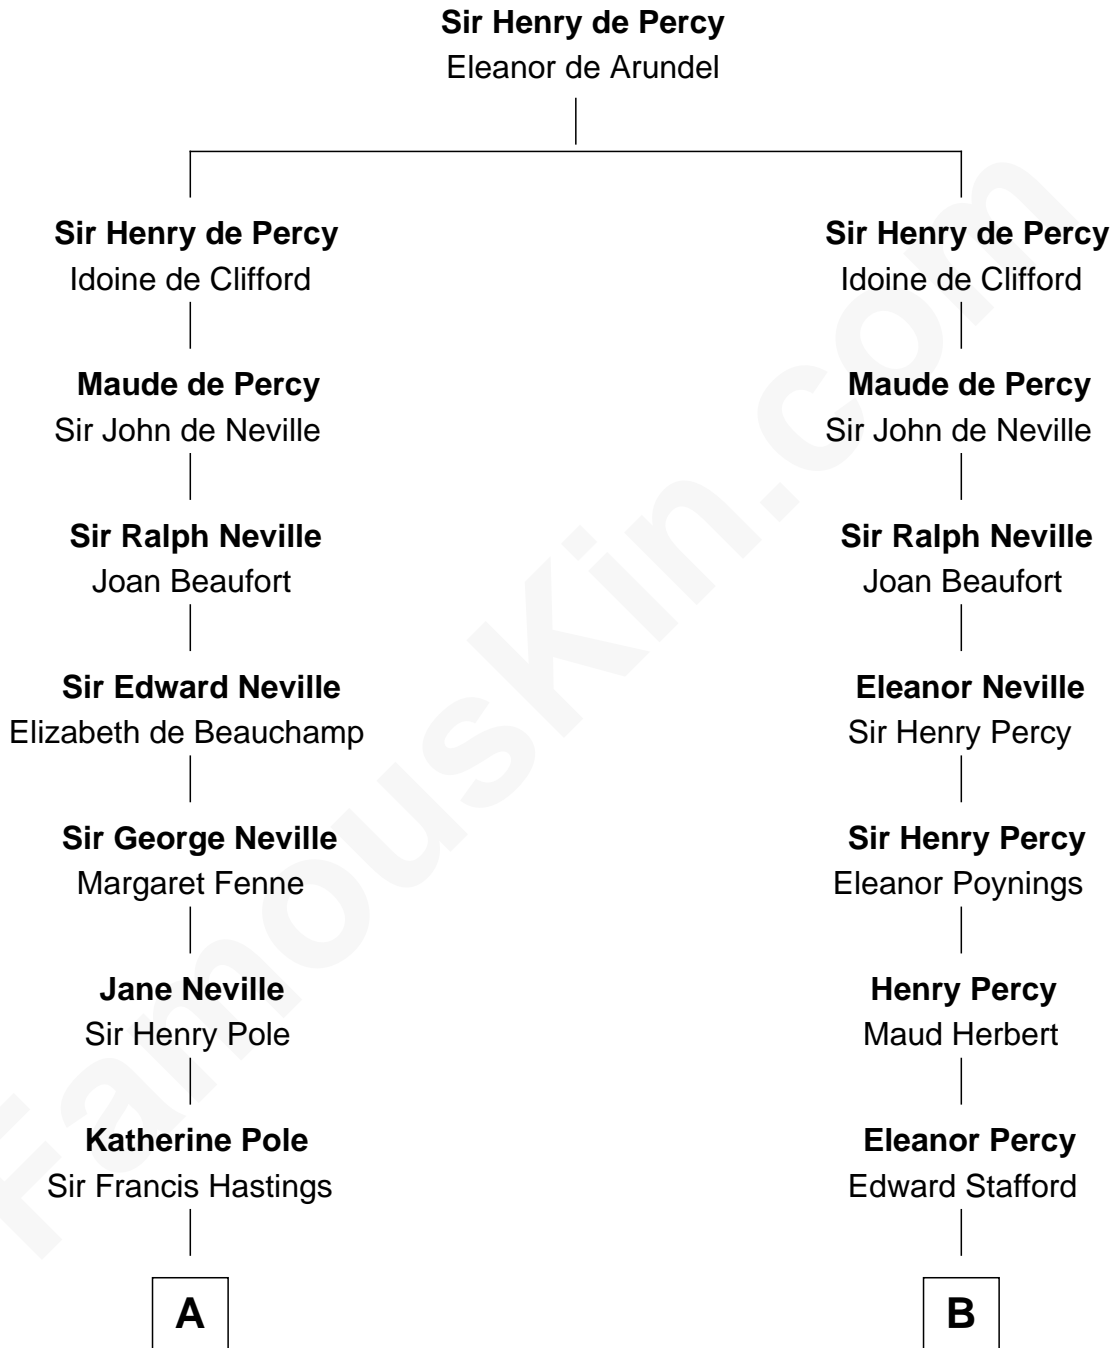 Sir Henry de Percy
Eleanor de Arundel
Sir Henry de Percy
Idoine de Clifford
Sir Henry de Percy
Idoine de Clifford
Maude de Percy
Sir John de Neville
Maude de Percy
Sir John de Neville
Sir Ralph Neville
Joan Beaufort
Sir Ralph Neville
Joan Beaufort
Sir Edward Neville
Elizabeth de Beauchamp
Eleanor Neville
Sir Henry Percy
Sir George Neville
Margaret Fenne
Sir Henry Percy
Eleanor Poynings
Jane Neville
Sir Henry Pole
Henry Percy
Maud Herbert
Katherine Pole
Sir Francis Hastings
Eleanor Percy
Edward Stafford
A
B
FamousKin.com